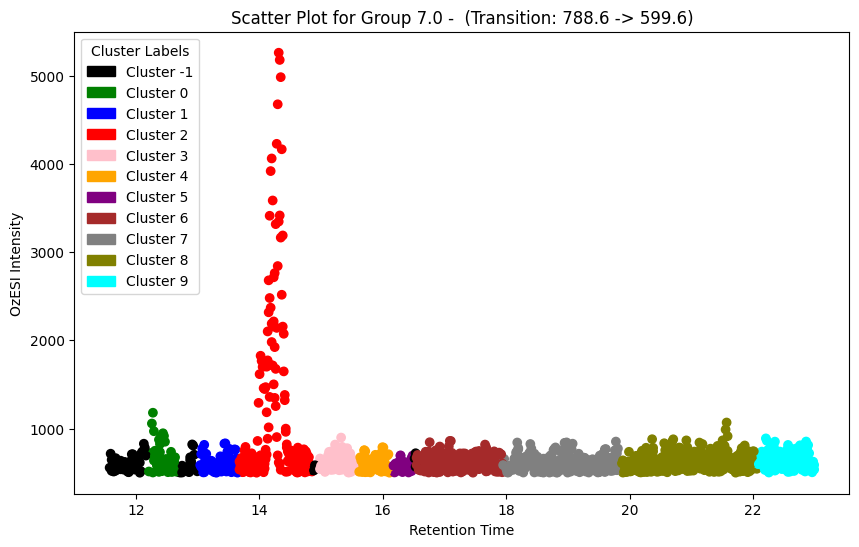 Scatter Plot for Group 7.0 -  (Transition: 788.6 -> 599.6)
Cluster Labels
Cluster -1
Cluster 0
Cluster 1
Cluster 2
Cluster 3
Cluster 4
Cluster 5
Cluster 6
Cluster 7
Cluster 8
Cluster 9
OzESI Intensity
5000
4000
3000
2000
1000
12 14 16 18 20 22
Retention Time